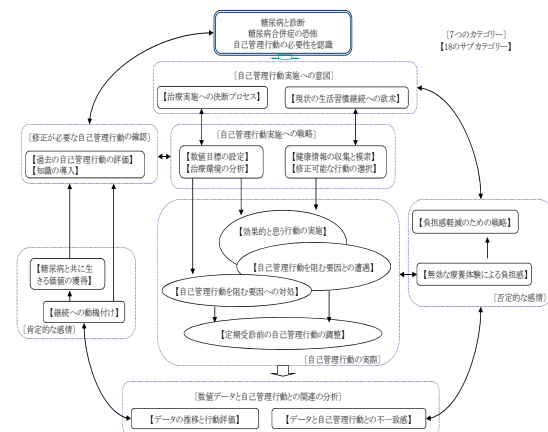 糖尿病と診断
糖尿病合併症の恐怖
自己管理行動の必要性を認識
［7つのカテゴリー］
【18のサブカテゴリー】
［自己管理行動実施への意図］
【治療実施への決断プロセス】
【現状の生活習慣継続への欲求】
［修正が必要な自己管理行動の確認］
【過去の自己管理行動の評価】
【知識の導入】
［自己管理行動実施への戦略］
【数値目標の設定】
【治療環境の分析】
【健康情報の収集と模索】
【修正可能な行動の選択】
【効果的と思う行動の実施】
【自己管理行動を阻む要因との遭遇】
【自己管理行動を阻む要因への対処】
【定期受診前の自己管理行動の調整】
［自己管理行動の実際］
【糖尿病と共に生
きる価値の獲得】
【継続への動機付け】
［肯定的な感情］
【負担感軽減のための戦略】
【無効な療養体験による負担感】
［否定的な感情］
［数値データと自己管理行動との関連の分析］
【データの推移と行動評価】
【データと自己管理行動との不一致感】